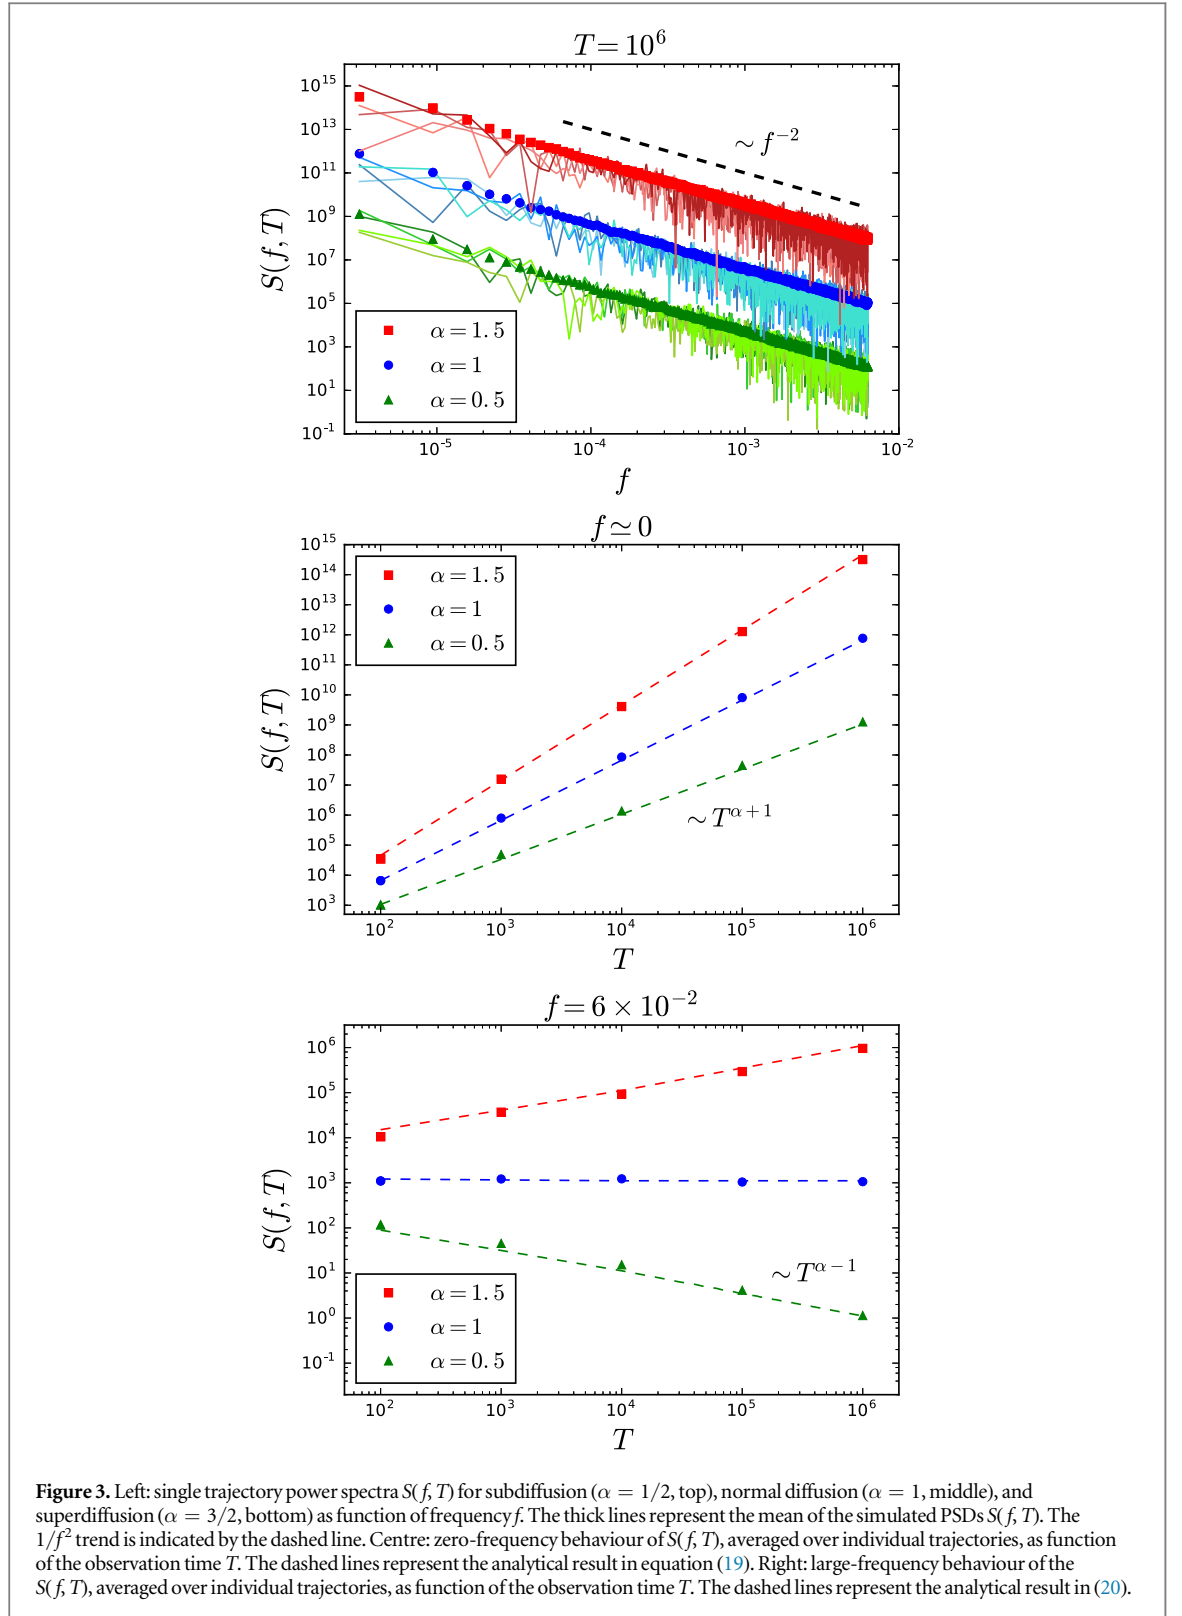 T = 10^6
10^15
10^13
10^11
10^9
10^7
10^5
10^3
10^1
10^-1
S(f, T)
~ f^-2
α = 1.5
α = 1
α = 0.5
10^-5 10^-4 10^-3 10^-2
f
f ≃ 0
10^15
10^14
10^13
10^12
10^11
10^10
10^9
10^8
10^7
10^6
10^5
10^4
10^3
S(f, T)
α = 1.5
α = 1
α = 0.5
~ T^α+1
10^2 10^3 10^4 10^5 10^6
T
f = 6 × 10^-2
10^6
10^5
10^4
10^3
10^2
10^1
10^0
10^-1
S(f, T)
~ T^α-1
α = 1.5
α = 1
α = 0.5
10^2 10^3 10^4 10^5 10^6
T
Figure 3. Left: single trajectory power spectra S(f, T) for subdiffusion (α = 1/2, top), normal diffusion (α = 1, middle), and
superdiffusion (α = 3/2, bottom) as function of frequency f. The thick lines represent the mean of the simulated PSDs S(f, T). The
1/f² trend is indicated by the dashed line. Centre: zero-frequency behaviour of S(f, T), averaged over individual trajectories, as function
of the observation time T. The dashed lines represent the analytical result in equation (19). Right: large-frequency behaviour of the
S(f, T), averaged over individual trajectories, as function of the observation time T. The dashed lines represent the analytical result in (20).